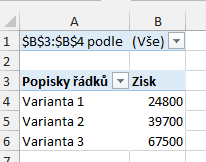 A B
1 $B$3:$B$4 podle (Vše)
2
3 Popisky řádků Zisk
4 Varianta 1 24800
5 Varianta 2 39700
6 Varianta 3 67500